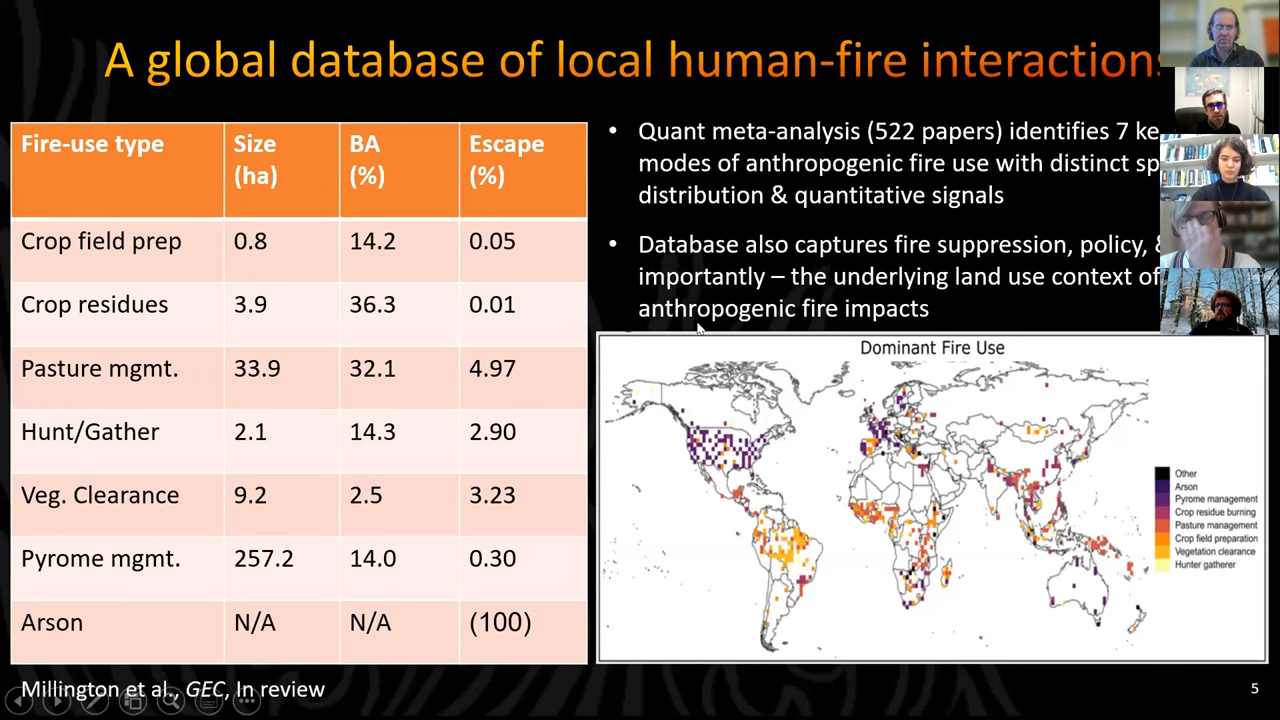 A global database of local human-fire interactions
Fire-use type Size (ha) BA (%) Escape (%)
Crop field prep 0.8 14.2 0.05
Crop residues 3.9 36.3 0.01
Pasture mgmt. 33.9 32.1 4.97
Hunt/Gather 2.1 14.3 2.90
Veg. Clearance 9.2 2.5 3.23
Pyrome mgmt. 257.2 14.0 0.30
Arson N/A N/A (100)
Millington et al., GEC, In review
• Quant meta-analysis (522 papers) identifies 7 ke
modes of anthropogenic fire use with distinct sp
distribution & quantitative signals
• Database also captures fire suppression, policy, &
importantly – the underlying land use context of
anthropogenic fire impacts
Dominant Fire Use
Other
Arson
Pyrome management
Crop residue burning
Pasture management
Crop field preparation
Vegetation clearance
Hunter gatherer
5